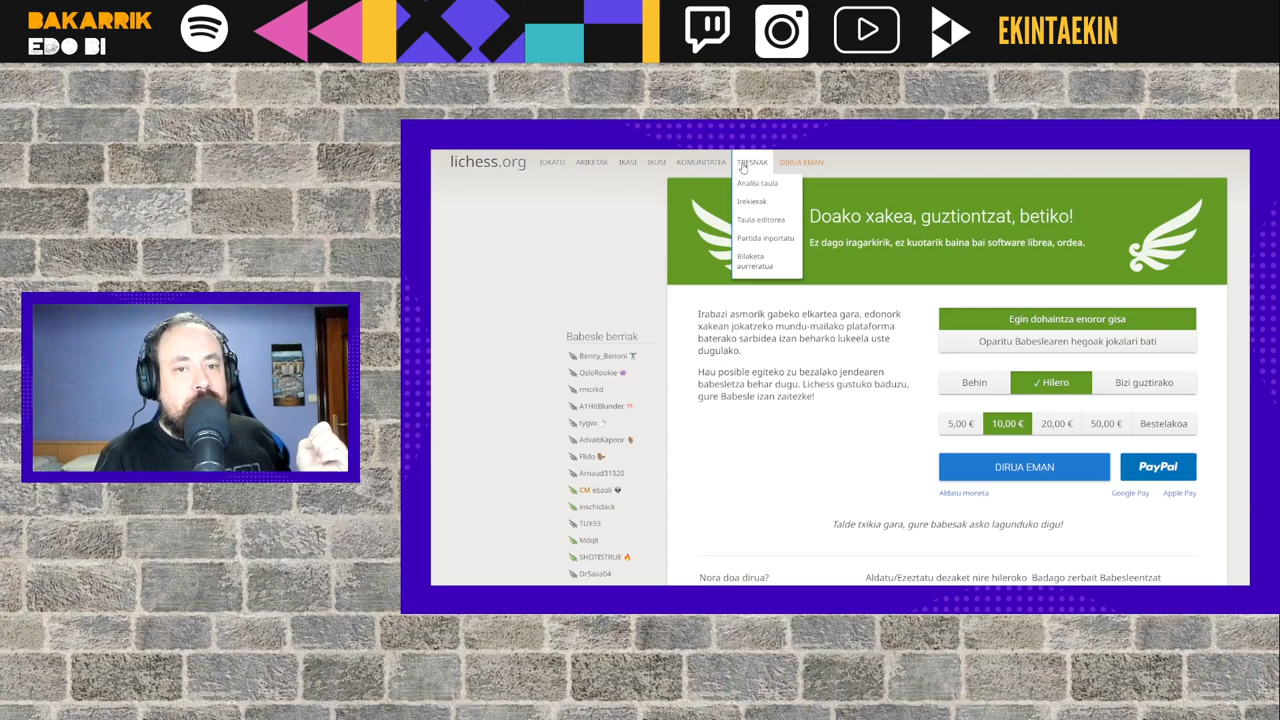 BAKARRIK
EDO BI
EKINTAEKIN
lichess.org
JOKATU
ARIKETAK
IKASI
IKUSI
KOMUNITATEA
TRESNAK
DIRUA EMAN
Analisi-taula
Irekierak
Taula-editorea
Partida inportatu
Bilaketa
aurreratua
Doako xakea, guztiontzat, betiko!
Ez dago iragarkirik, ez kuotarik baina bai software librea, ordea.
Babesle berriak
Benny_Benoni
OsloRookie
rmcrkd
A1HitBlunder
tygvx
AdvaitKapoor
Flido
Arnaud31320
CM ebzoli
inschiclack
TUX93
Mdq8
SHOTISTRUE
DrSava04
Irabazi asmorik gabeko elkartea gara, edonork
xakean jokatzeko mundu-mailako plataforma
baterako sarbidea izan beharko lukeela uste
dugulako.
Hau posible egiteko zu bezalako jendearen
babesletza behar dugu. Lichess gustuko baduzu,
gure Babesle izan zaitezke!
Egin dohaintza enoror gisa
Oparitu Babeslearen hegoak jokalari bati
Behin
✓ Hilero
Bizi guztirako
5,00 €
10,00 €
20,00 €
50,00 €
Bestelakoa
DIRUA EMAN
PayPal
Aldatu moneta
Google Pay
Apple Pay
Talde txikia gara, gure babesak asko lagunduko digu!
Nora doa dirua?
Aldatu/Ezeztatu dezaket nire hileroko
Badago zerbait Babesleentzat